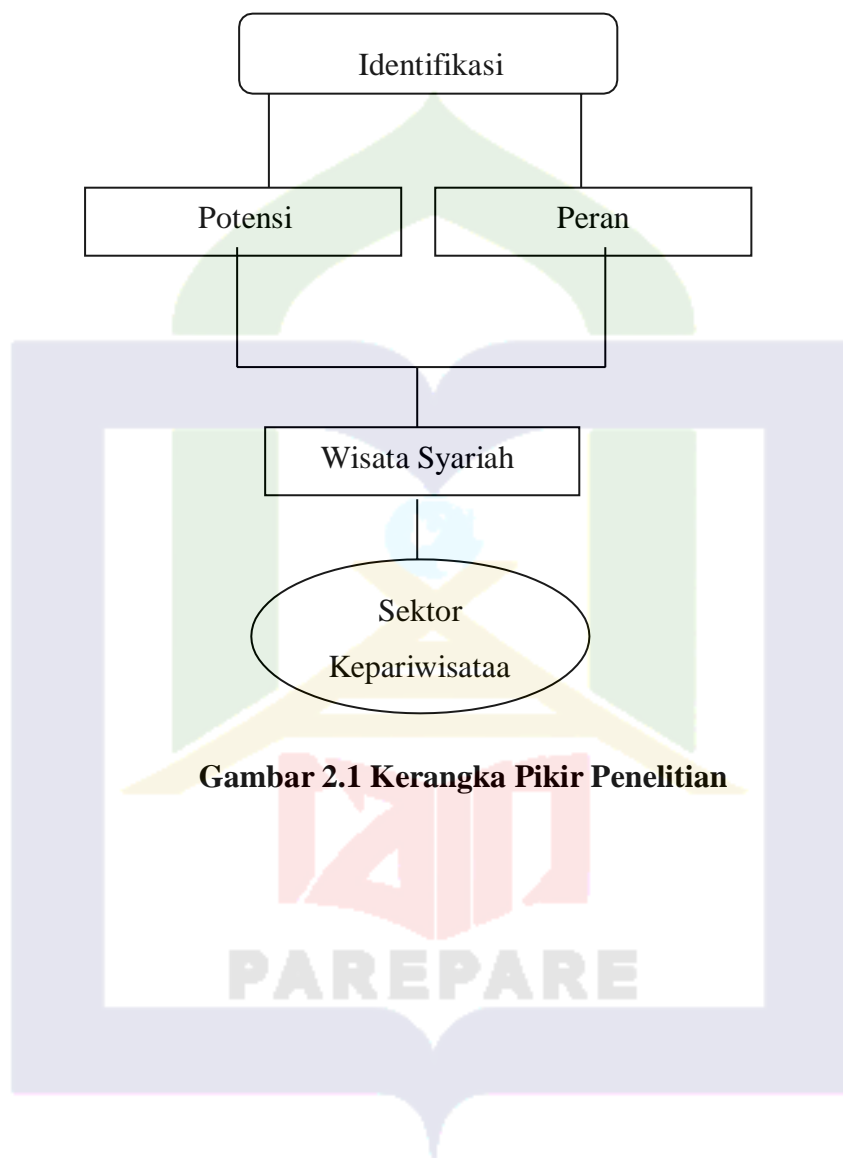 Identifikasi
Potensi
Peran
Wisata Syariah
Sektor
Kepariwisataa
Gambar 2.1 Kerangka Pikir Penelitian
PAREPARE